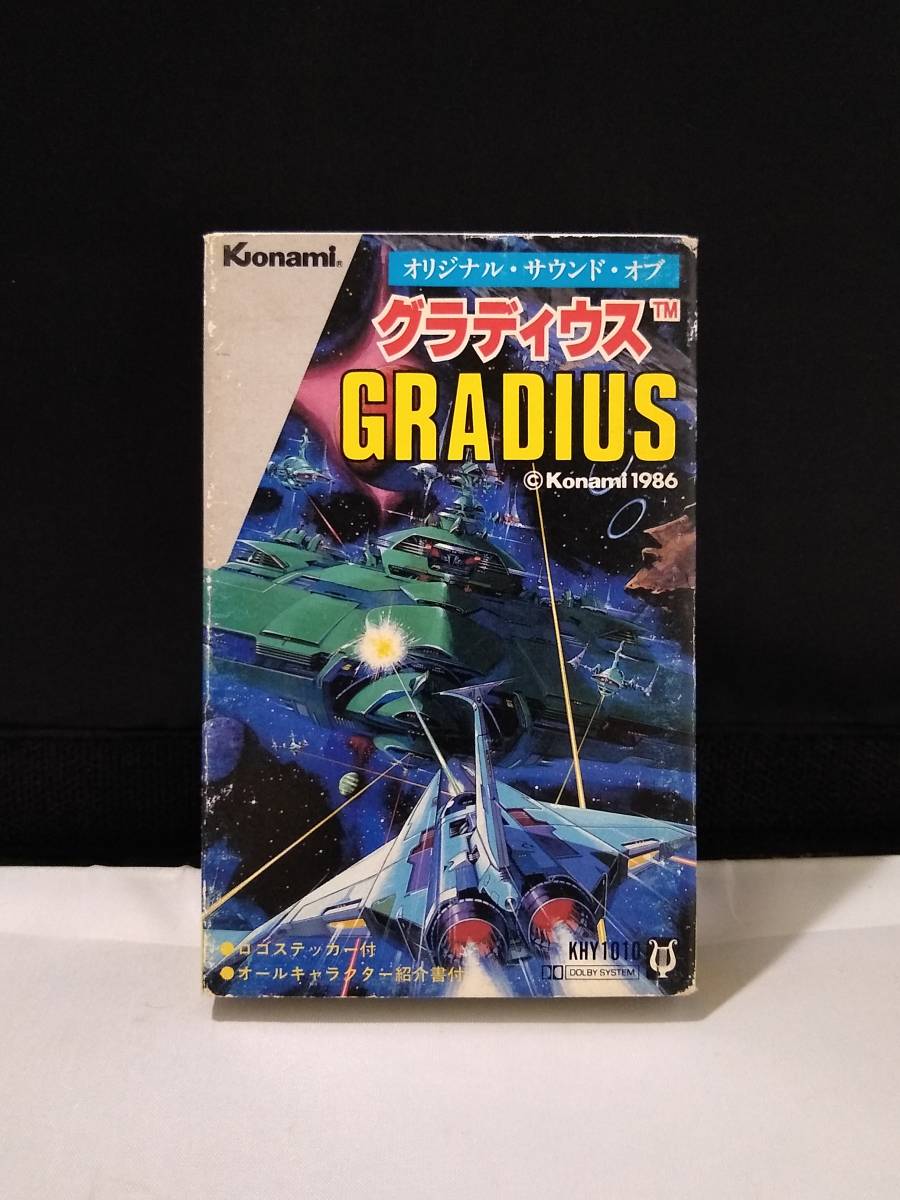 Konami®
オリジナル・サウンド・オブ
グラディウス™
GRADIUS
©Konami 1986
●ロゴステッカー付
●オールキャラクター紹介書付
KHY1010
DOLBY SYSTEM